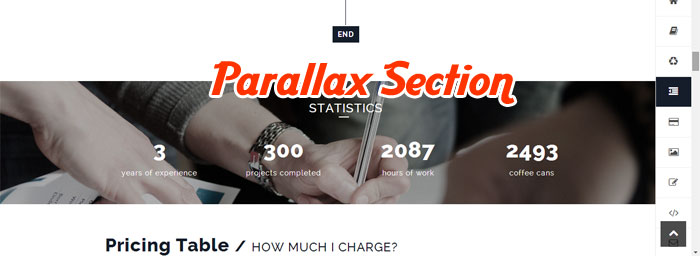 END
Parallax Section
STATISTICS
3 300 2087 2493
years of experience projects completed hours of work coffee cans
Pricing Table / HOW MUCH I CHARGE?